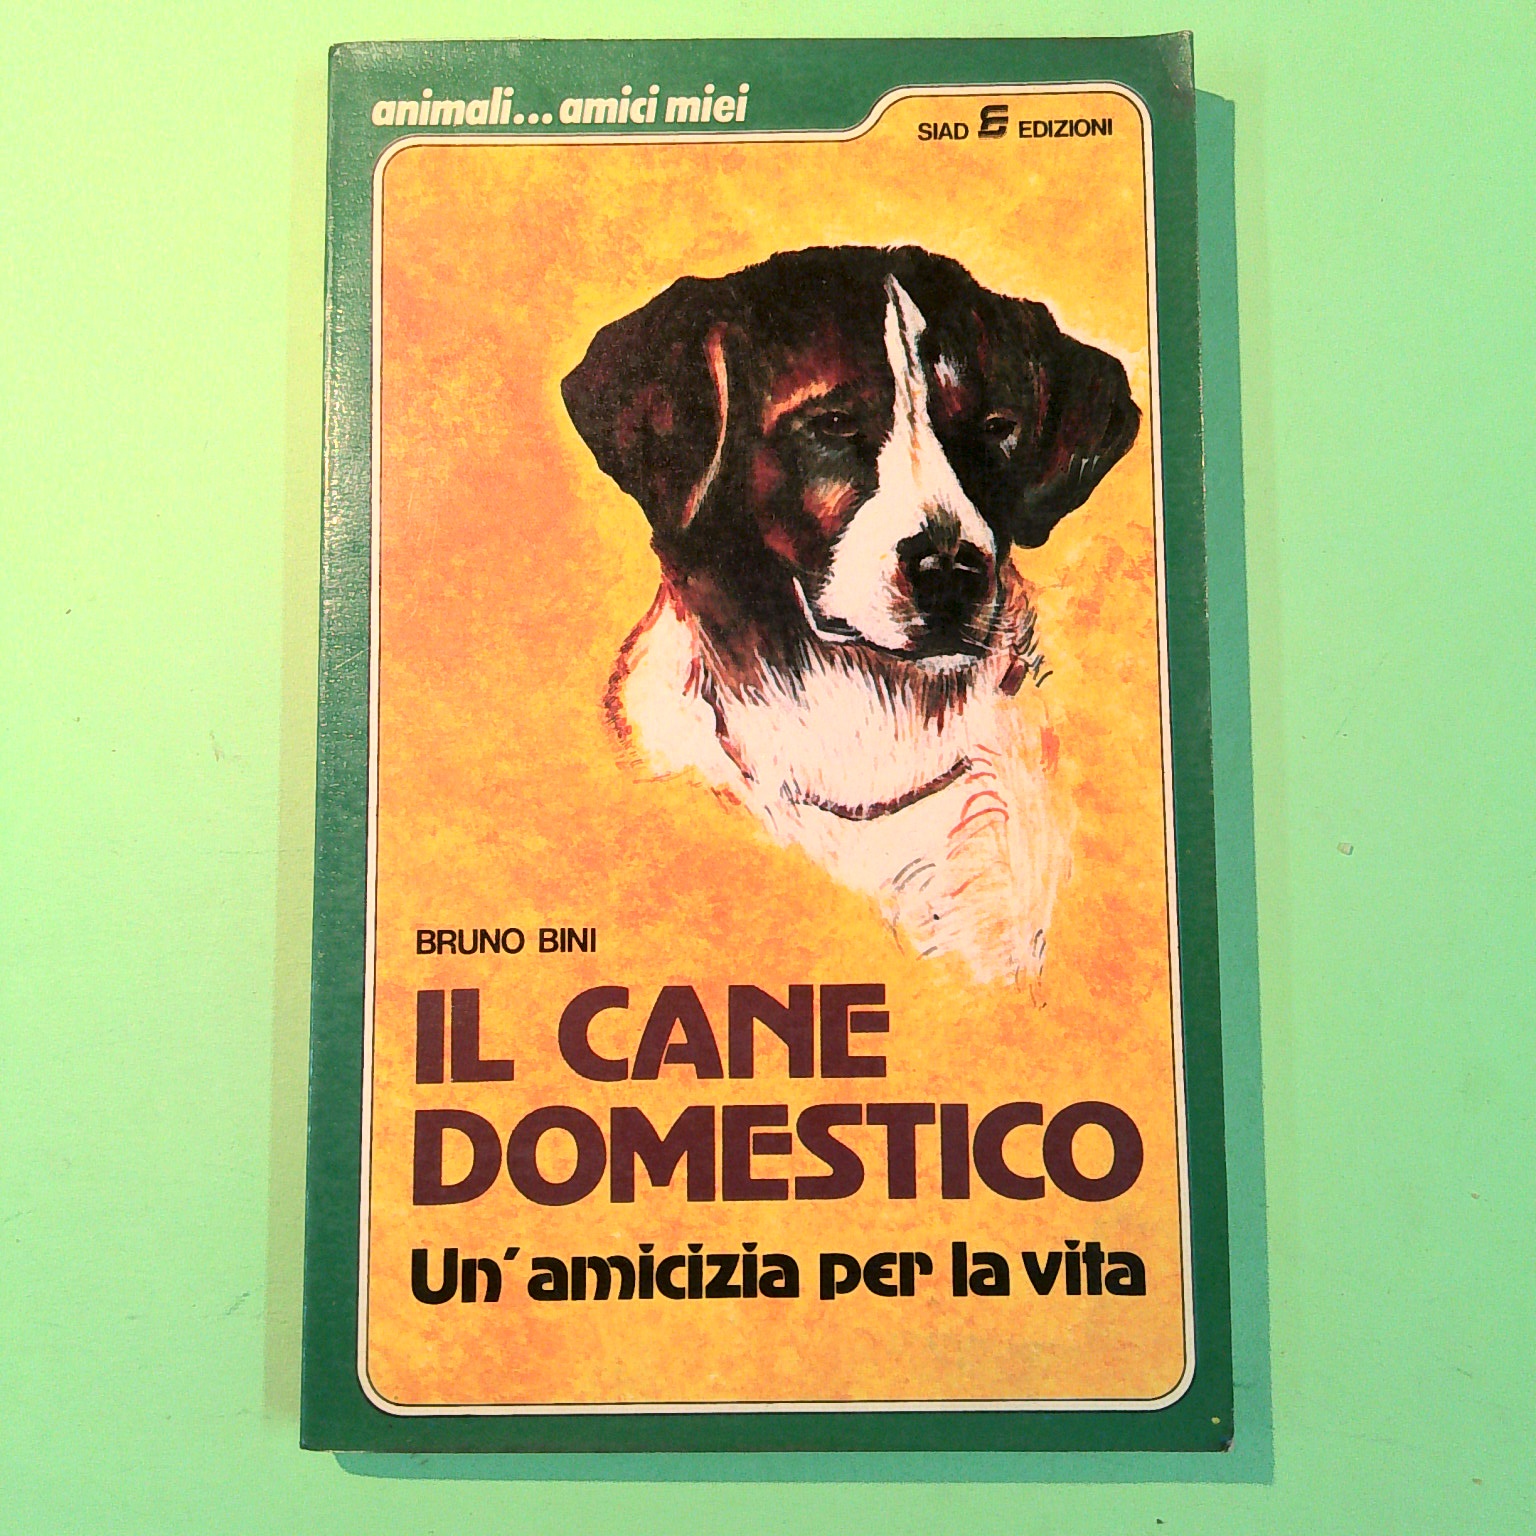 animali... amici miei
SIAD E EDIZIONI
BRUNO BINI
IL CANE
DOMESTICO
Un'amicizia per la vita